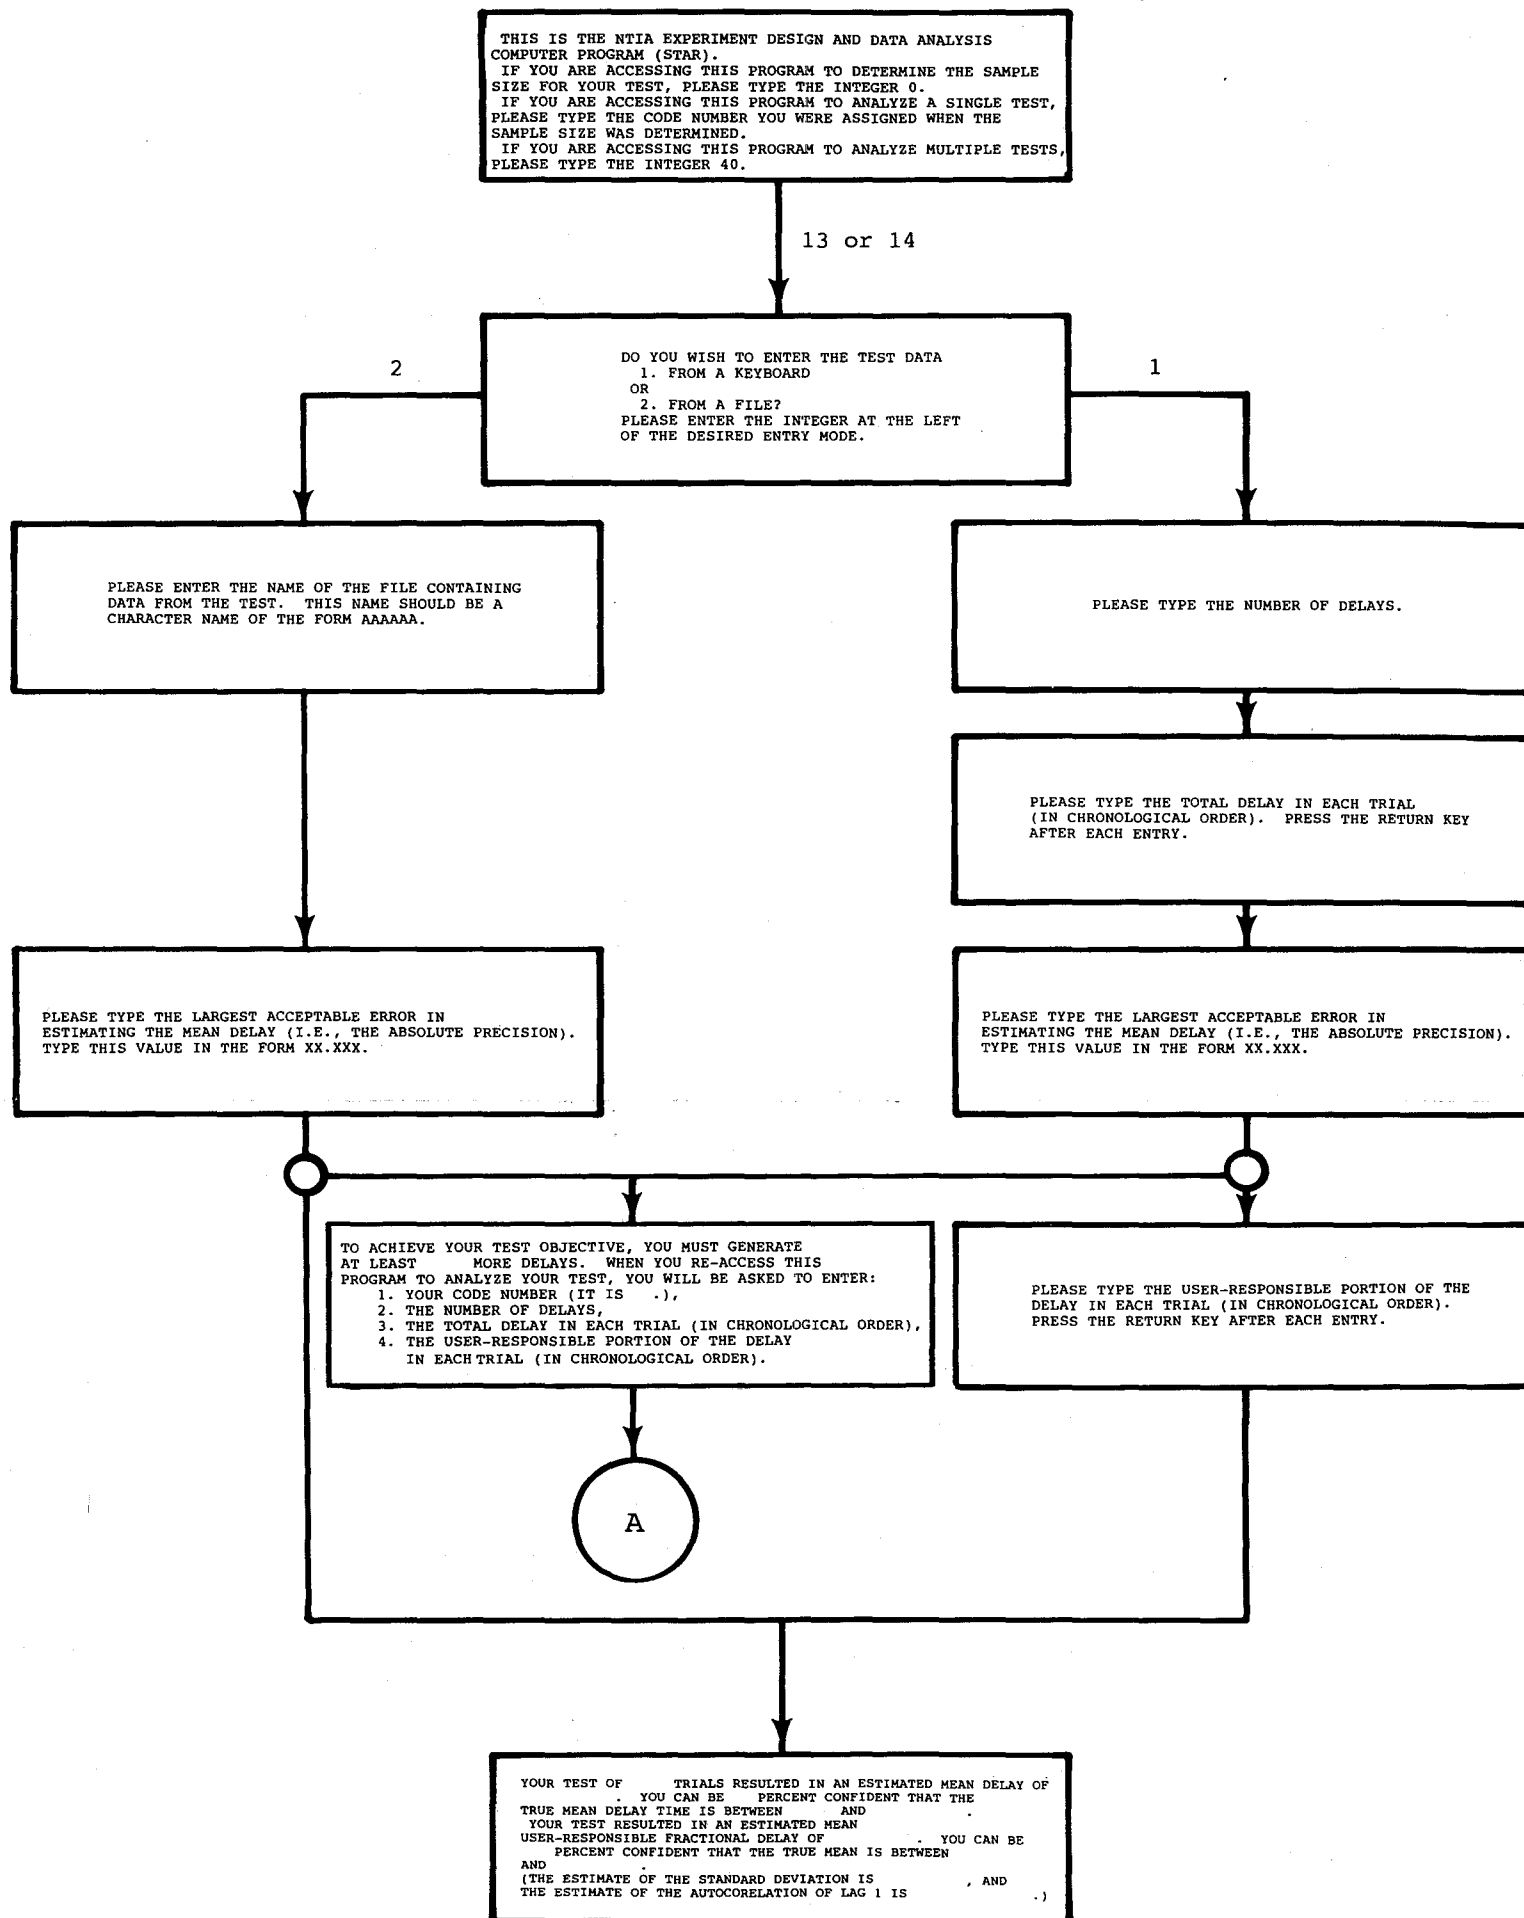 THIS IS THE NTIA EXPERIMENT DESIGN AND DATA ANALYSIS
COMPUTER PROGRAM (STAR).
IF YOU ARE ACCESSING THIS PROGRAM TO DETERMINE THE SAMPLE
SIZE FOR YOUR TEST, PLEASE TYPE THE INTEGER 0.
IF YOU ARE ACCESSING THIS PROGRAM TO ANALYZE A SINGLE TEST,
PLEASE TYPE THE CODE NUMBER YOU WERE ASSIGNED WHEN THE
SAMPLE SIZE WAS DETERMINED.
IF YOU ARE ACCESSING THIS PROGRAM TO ANALYZE MULTIPLE TESTS,
PLEASE TYPE THE INTEGER 40.
13 or 14
DO YOU WISH TO ENTER THE TEST DATA
1. FROM A KEYBOARD
OR
2. FROM A FILE?
PLEASE ENTER THE INTEGER AT THE LEFT
OF THE DESIRED ENTRY MODE.
2
1
PLEASE ENTER THE NAME OF THE FILE CONTAINING
DATA FROM THE TEST. THIS NAME SHOULD BE A
CHARACTER NAME OF THE FORM AAAAAA.
PLEASE TYPE THE NUMBER OF DELAYS.
PLEASE TYPE THE TOTAL DELAY IN EACH TRIAL
(IN CHRONOLOGICAL ORDER). PRESS THE RETURN KEY
AFTER EACH ENTRY.
PLEASE TYPE THE LARGEST ACCEPTABLE ERROR IN
ESTIMATING THE MEAN DELAY (I.E., THE ABSOLUTE PRECISION).
TYPE THIS VALUE IN THE FORM XX.XXX.
PLEASE TYPE THE LARGEST ACCEPTABLE ERROR IN
ESTIMATING THE MEAN DELAY (I.E., THE ABSOLUTE PRECISION).
TYPE THIS VALUE IN THE FORM XX.XXX.
TO ACHIEVE YOUR TEST OBJECTIVE, YOU MUST GENERATE
AT LEAST MORE DELAYS. WHEN YOU RE-ACCESS THIS
PROGRAM TO ANALYZE YOUR TEST, YOU WILL BE ASKED TO ENTER:
1. YOUR CODE NUMBER (IT IS .),
2. THE NUMBER OF DELAYS,
3. THE TOTAL DELAY IN EACH TRIAL (IN CHRONOLOGICAL ORDER),
4. THE USER-RESPONSIBLE PORTION OF THE DELAY
IN EACH TRIAL (IN CHRONOLOGICAL ORDER).
PLEASE TYPE THE USER-RESPONSIBLE PORTION OF THE
DELAY IN EACH TRIAL (IN CHRONOLOGICAL ORDER).
PRESS THE RETURN KEY AFTER EACH ENTRY.
A
YOUR TEST OF TRIALS RESULTED IN AN ESTIMATED MEAN DELAY OF
. YOU CAN BE PERCENT CONFIDENT THAT THE
TRUE MEAN DELAY TIME IS BETWEEN AND .
YOUR TEST RESULTED IN AN ESTIMATED MEAN
USER-RESPONSIBLE FRACTIONAL DELAY OF . YOU CAN BE
PERCENT CONFIDENT THAT THE TRUE MEAN IS BETWEEN
AND .
(THE ESTIMATE OF THE STANDARD DEVIATION IS , AND
THE ESTIMATE OF THE AUTOCORELATION OF LAG 1 IS .)